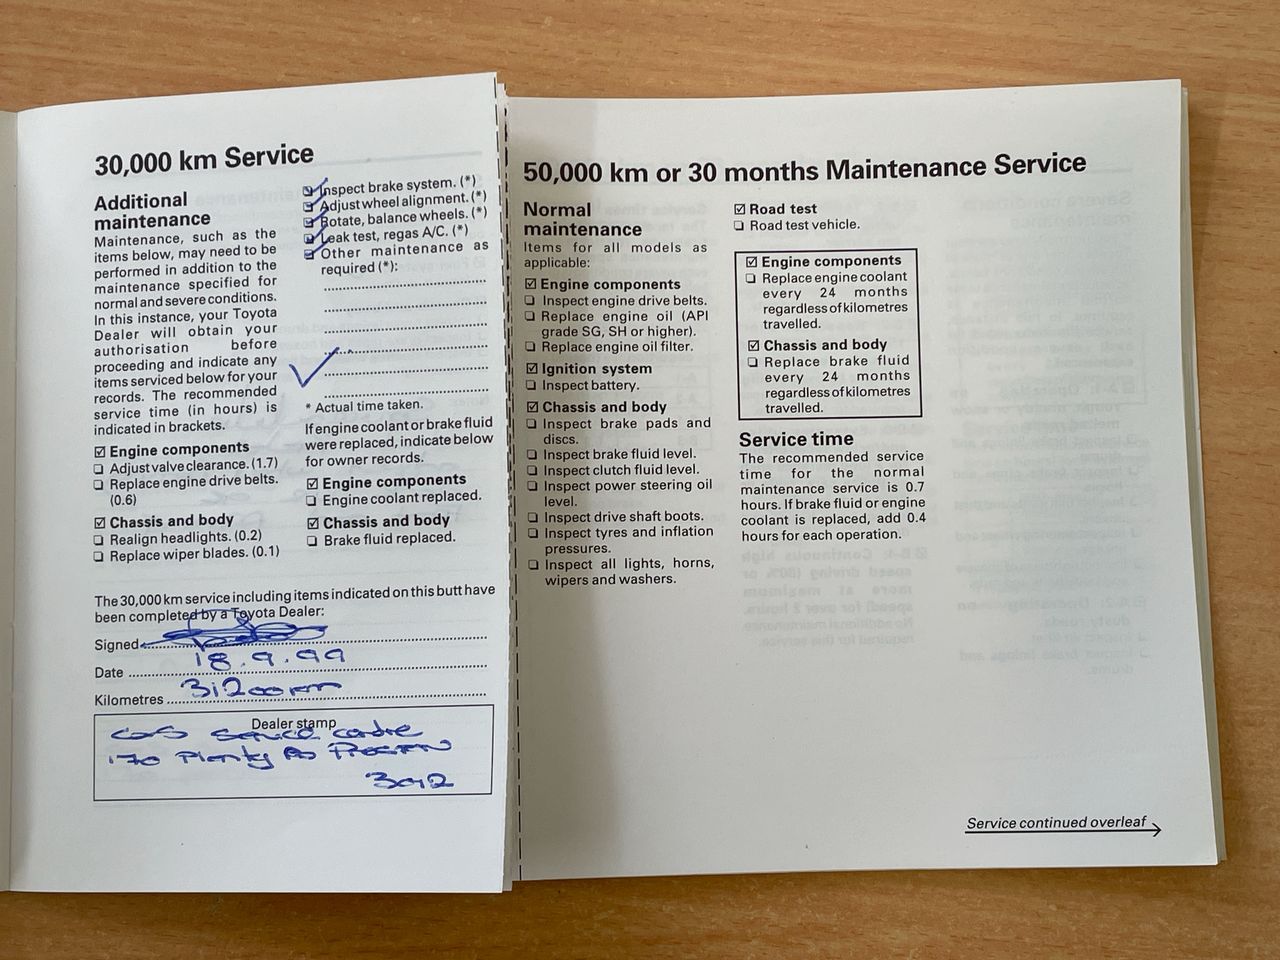 30,000 km Service
Additional
maintenance
Maintenance, such as the
items below, may need to be
performed in addition to the
maintenance specified for
normal and severe conditions.
In this instance, your Toyota
Dealer will obtain your
authorisation before
proceeding and indicate any
items serviced below for your
records. The recommended
service time (in hours) is
indicated in brackets.
☑ Engine components
❏ Adjust valve clearance. (1.7)
❏ Replace engine drive belts.
(0.6)
☑ Chassis and body
❏ Realign headlights. (0.2)
❏ Replace wiper blades. (0.1)
❏ Inspect brake system. (*)
❏ Adjust wheel alignment. (*)
❏ Rotate, balance wheels. (*)
❏ Leak test, regas A/C. (*)
❏ Other maintenance as
required (*):
* Actual time taken.
If engine coolant or brake fluid
were replaced, indicate below
for owner records.
☑ Engine components
❏ Engine coolant replaced.
☑ Chassis and body
❏ Brake fluid replaced.
The 30,000 km service including items indicated on this butt have
been completed by a Toyota Dealer:
Signed
Date 18.9.99
Kilometres 31200km
Dealer stamp
Service
170 Plenty Rd
50,000 km or 30 months Maintenance Service
Normal
maintenance
Items for all models as
applicable:
☑ Engine components
❏ Inspect engine drive belts.
❏ Replace engine oil (API
grade SG, SH or higher).
❏ Replace engine oil filter.
☑ Ignition system
❏ Inspect battery.
☑ Chassis and body
❏ Inspect brake pads and
discs.
❏ Inspect brake fluid level.
❏ Inspect clutch fluid level.
❏ Inspect power steering oil
level.
❏ Inspect drive shaft boots.
❏ Inspect tyres and inflation
pressures.
❏ Inspect all lights, horns,
wipers and washers.
☑ Road test
❏ Road test vehicle.
☑ Engine components
❏ Replace engine coolant
every 24 months
regardless of kilometres
travelled.
☑ Chassis and body
❏ Replace brake fluid
every 24 months
regardless of kilometres
travelled.
Service time
The recommended service
time for the normal
maintenance service is 0.7
hours. If brake fluid or engine
coolant is replaced, add 0.4
hours for each operation.
Service continued overleaf